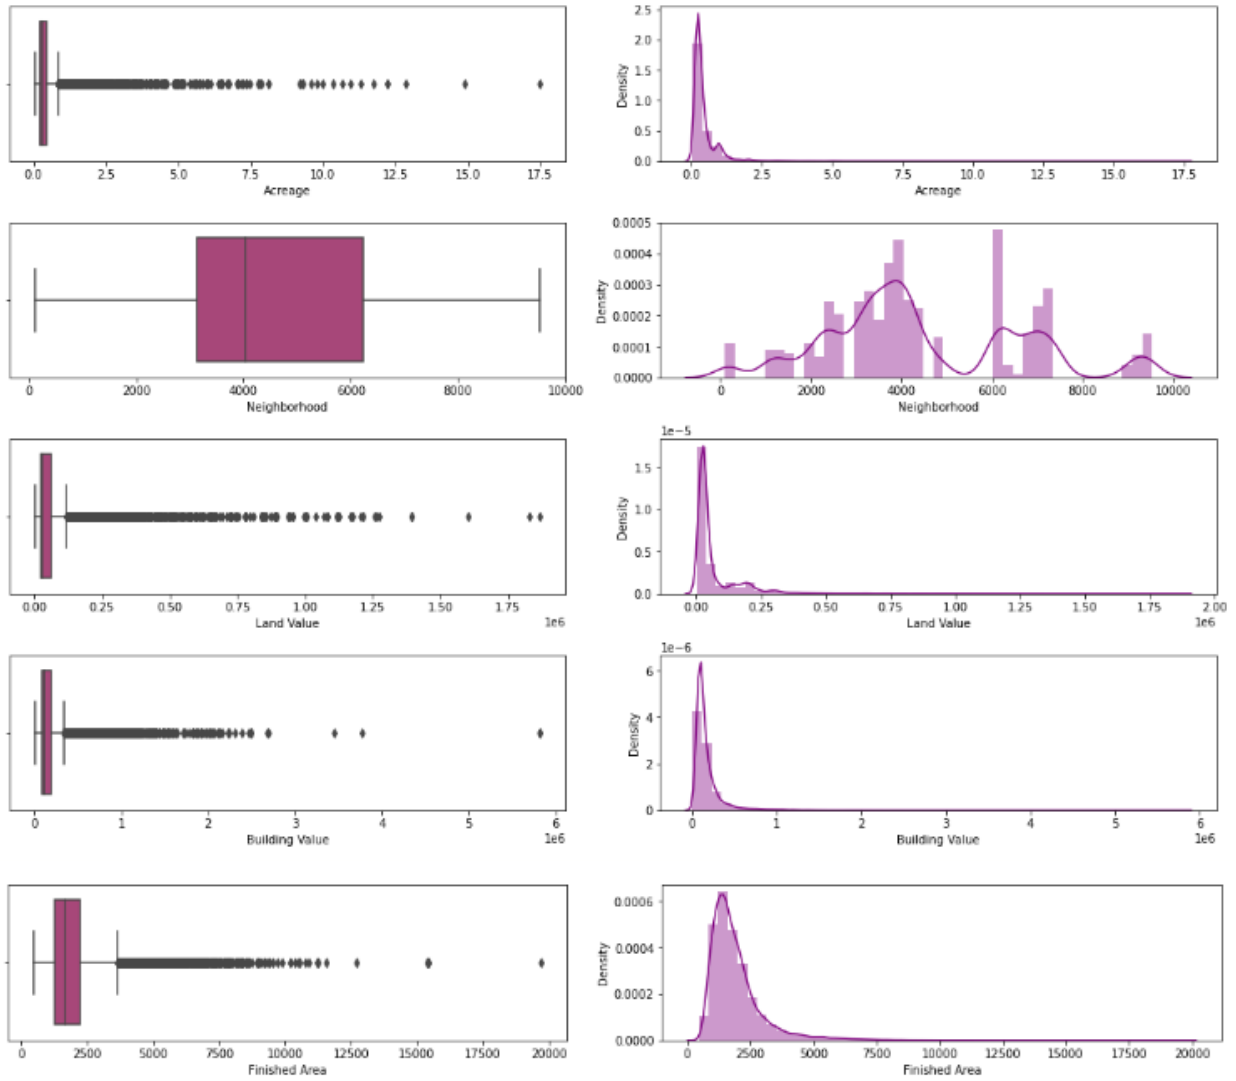 0.0 2.5 5.0 7.5 10.0 12.5 15.0 17.5
Acreage
2.5
2.0
1.5
1.0
0.5
0.0
Density
0.0 2.5 5.0 7.5 10.0 12.5 15.0 17.5
Acreage
0 2000 4000 6000 8000 10000
Neighborhood
0.0005
0.0004
0.0003
0.0002
0.0001
0.0000
Density
0 2000 4000 6000 8000 10000
Neighborhood
0.00 0.25 0.50 0.75 1.00 1.25 1.50 1.75
Land Value
1e6
1e−5
1.5
1.0
0.5
0.0
Density
0.00 0.25 0.50 0.75 1.00 1.25 1.50 1.75 2.00
Land Value
1e6
0 1 2 3 4 5 6
Building Value
1e6
1e−6
6
4
2
0
Density
0 1 2 3 4 5 6
Building Value
1e6
0 2500 5000 7500 10000 12500 15000 17500 20000
Finished Area
0.0006
0.0004
0.0002
0.0000
Density
0 2500 5000 7500 10000 12500 15000 17500 20000
Finished Area